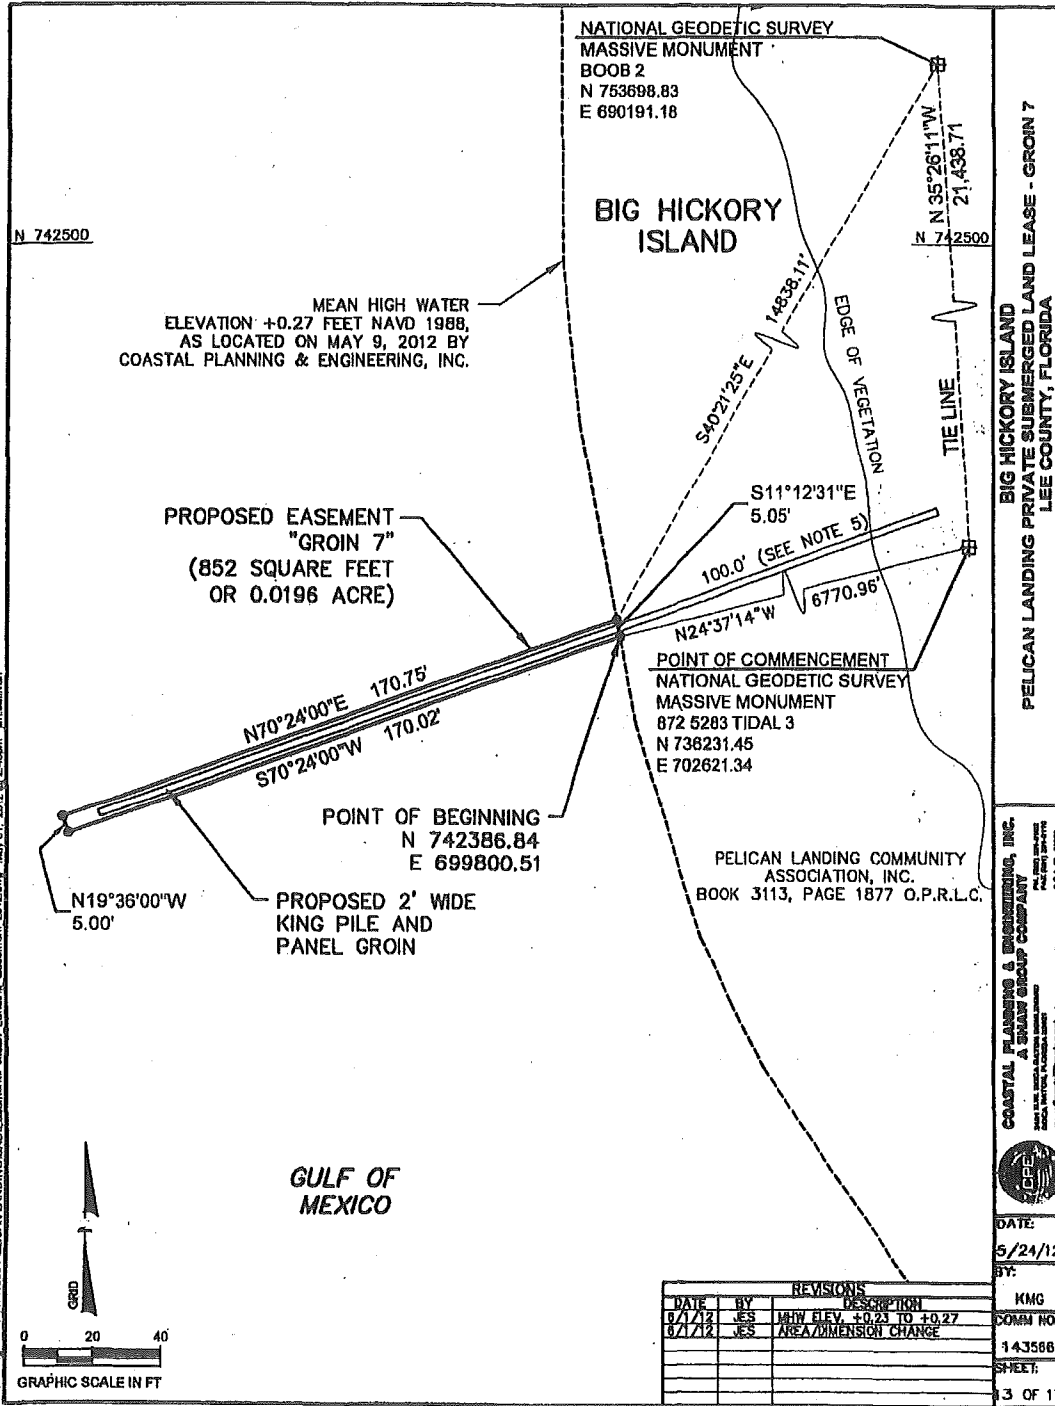 NATIONAL GEODETIC SURVEY
MASSIVE MONUMENT
BOOB 2
N 753698.83
E 690191.18
N 35°26'11"W
21,438.71
BIG HICKORY
ISLAND
N 742500
N 742500
MEAN HIGH WATER
ELEVATION +0.27 FEET NAVD 1988,
AS LOCATED ON MAY 9, 2012 BY
COASTAL PLANNING & ENGINEERING, INC.
S40°21'25"E
14838.11'
EDGE OF VEGETATION
TIE LINE
S11°12'31"E
5.05'
PROPOSED EASEMENT
"GROIN 7"
(852 SQUARE FEET
OR 0.0196 ACRE)
100.0' (SEE NOTE 5)
N24°37'14"W
6770.96'
POINT OF COMMENCEMENT
NATIONAL GEODETIC SURVEY
MASSIVE MONUMENT
872 5283 TIDAL 3
N 736231.45
E 702621.34
N70°24'00"E 170.75'
S70°24'00"W 170.02'
POINT OF BEGINNING
N 742386.84
E 699800.51
N19°36'00"W
5.00'
PROPOSED 2' WIDE
KING PILE AND
PANEL GROIN
PELICAN LANDING COMMUNITY
ASSOCIATION, INC.
BOOK 3113, PAGE 1877 O.P.R.L.C.
GULF OF
MEXICO
GRID
0 20 40
GRAPHIC SCALE IN FT
REVISIONS
DATE BY DESCRIPTION
6/1/12 JES MHW ELEV. +0.23 TO +0.27
6/1/12 JES AREA/DIMENSION CHANGE
BIG HICKORY ISLAND
PELICAN LANDING PRIVATE SUBMERGED LAND LEASE - GROIN 7
LEE COUNTY, FLORIDA
COASTAL PLANNING & ENGINEERING, INC.
A SHAW GROUP COMPANY
CPE
DATE:
5/24/12
BY:
KMG
COMM NO
143566
SHEET:
13 OF